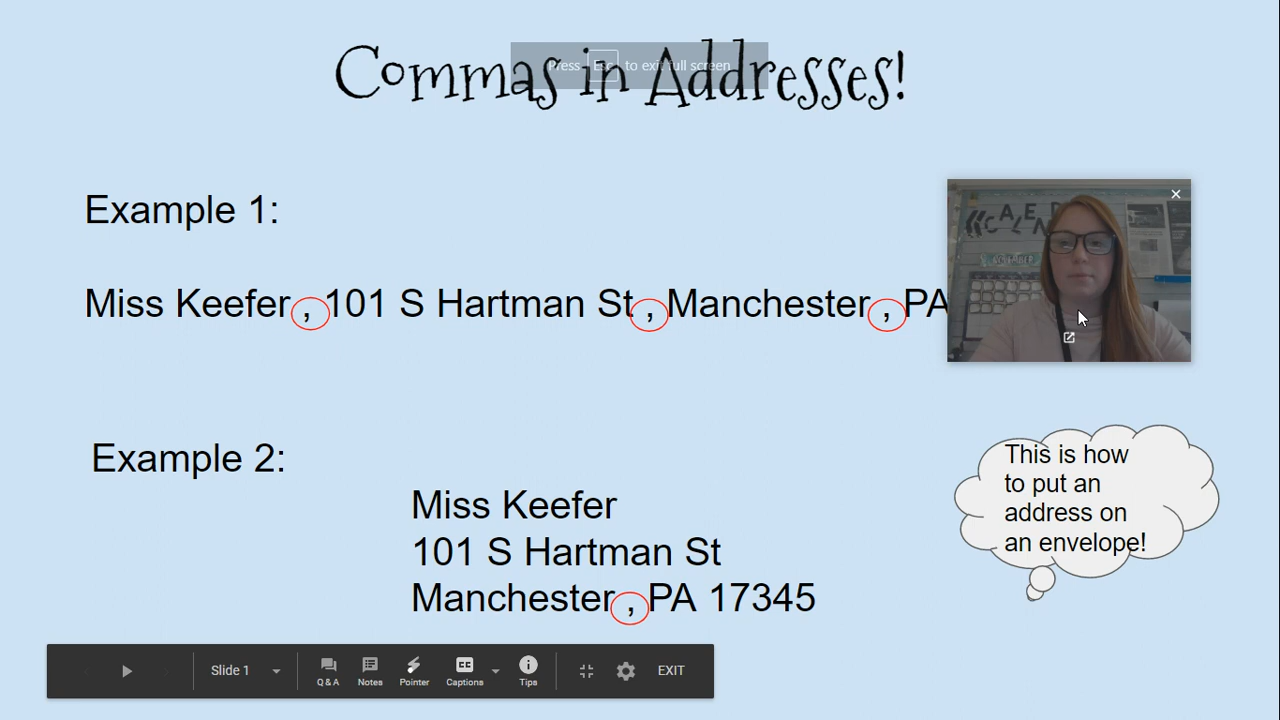 Commas in Addresses!
Press Esc to exit full screen
Example 1:
Miss Keefer , 101 S Hartman St , Manchester , PA
CALEN
Example 2:
Miss Keefer
101 S Hartman St
Manchester , PA 17345
This is how
to put an
address on
an envelope!
Slide 1
Q & A
Notes
Pointer
CC
Captions
Tips
EXIT